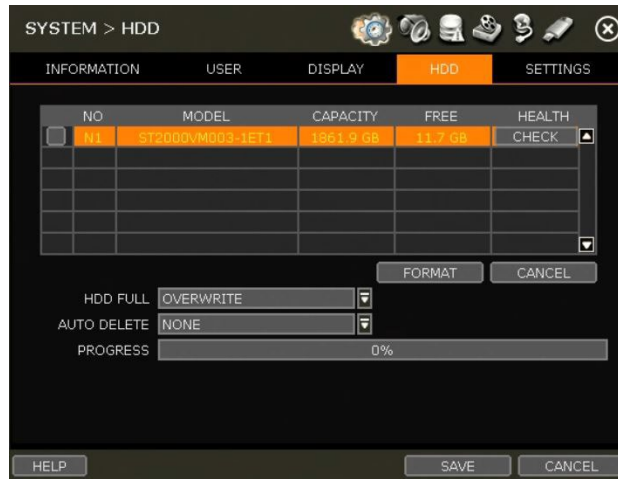 SYSTEM > HDD
INFORMATION USER DISPLAY HDD SETTINGS
NO MODEL CAPACITY FREE HEALTH
N1 ST2000VM003-1ET1 1861.9 GB 11.7 GB CHECK
FORMAT CANCEL
HDD FULL OVERWRITE
AUTO DELETE NONE
PROGRESS 0%
HELP SAVE CANCEL